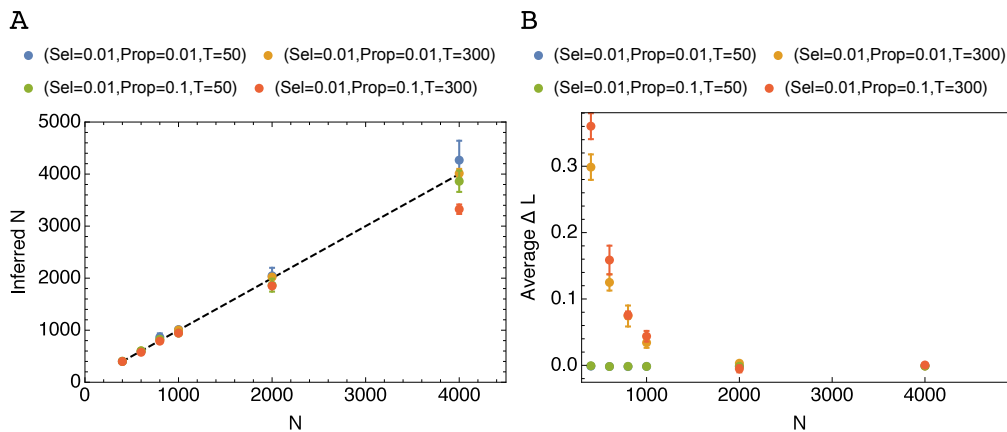 A
(Sel=0.01,Prop=0.01,T=50) (Sel=0.01,Prop=0.01,T=300)
(Sel=0.01,Prop=0.1,T=50) (Sel=0.01,Prop=0.1,T=300)
5000
4000
3000
2000
1000
0
Inferred N
0 1000 2000 3000 4000
N
B
(Sel=0.01,Prop=0.01,T=50) (Sel=0.01,Prop=0.01,T=300)
(Sel=0.01,Prop=0.1,T=50) (Sel=0.01,Prop=0.1,T=300)
0.3
0.2
0.1
0.0
Average Δ L
1000 2000 3000 4000
N